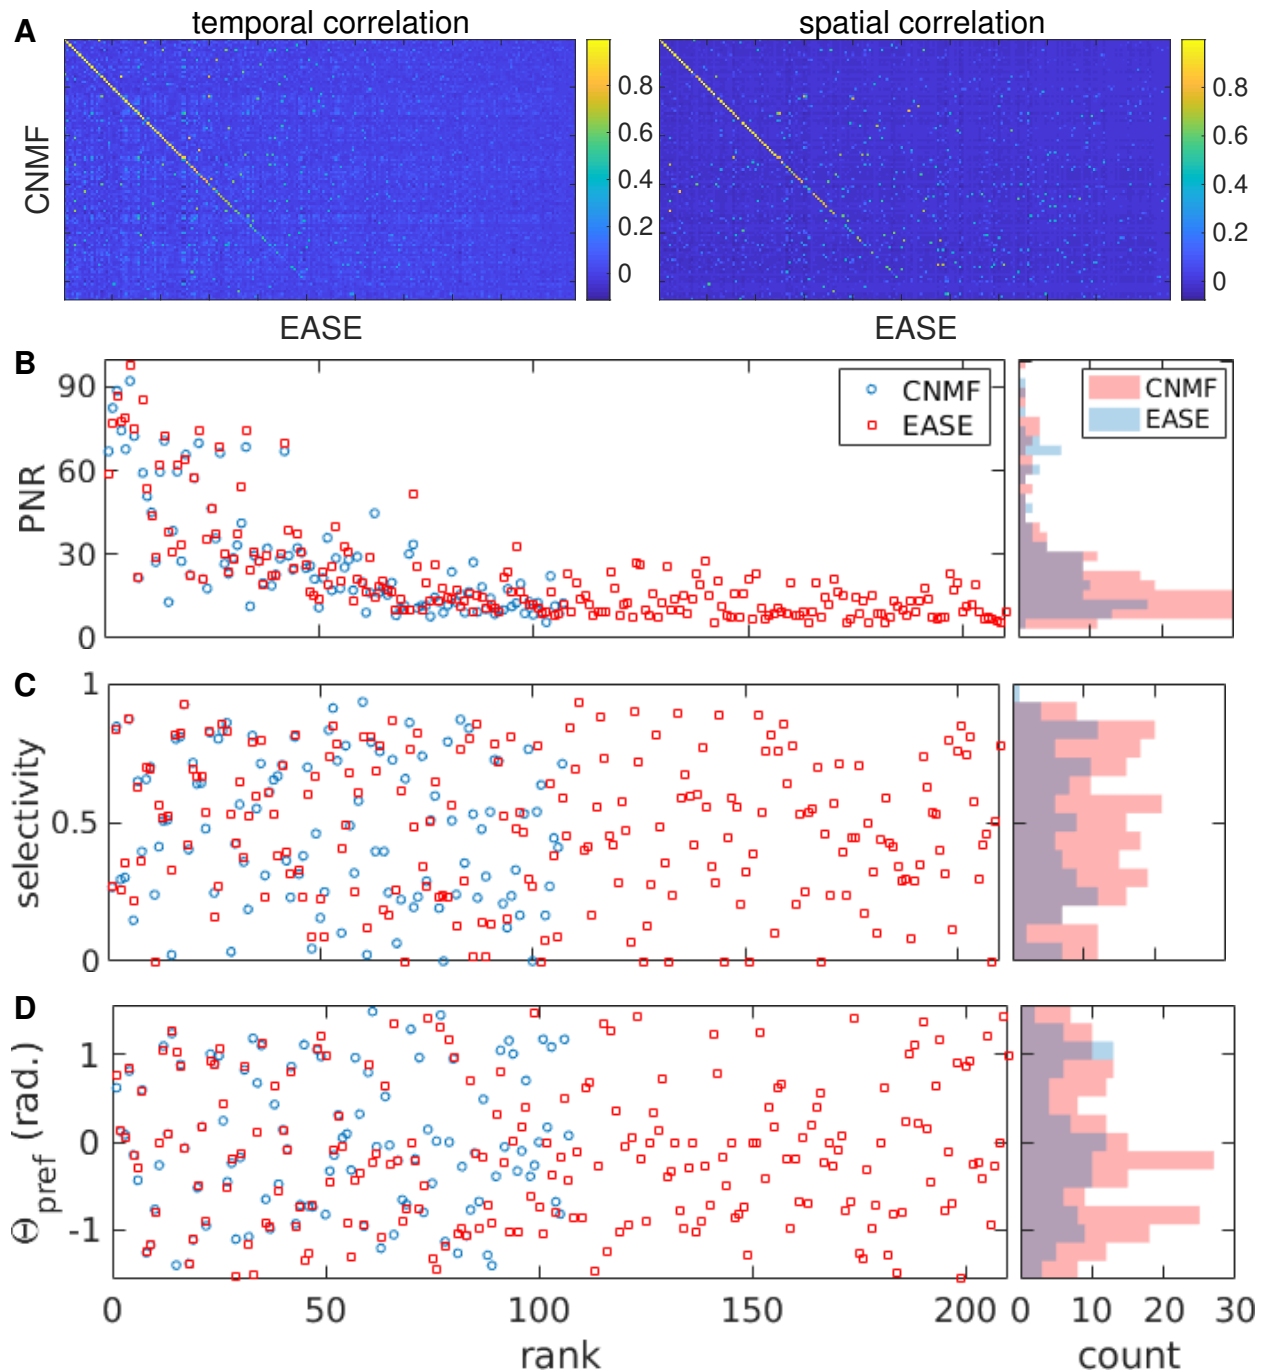 A
temporal correlation
spatial correlation
CNMF
0.8
0.6
0.4
0.2
0
0.8
0.6
0.4
0.2
0
EASE
EASE
B
PNR
90
60
30
0
CNMF
EASE
CNMF
EASE
C
selectivity
1
0.5
0
D
Θpref (rad.)
1
0
-1
0
50
100
150
200
0
10
20
30
rank
count